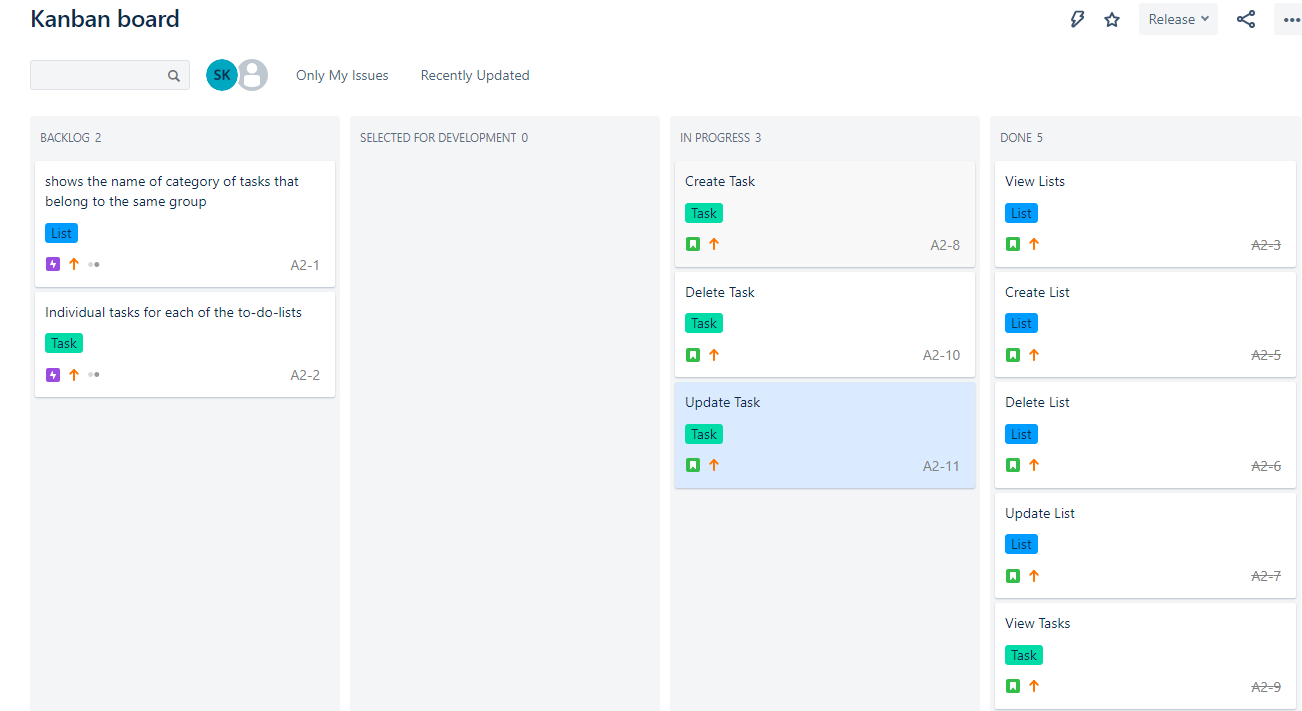 Kanban board
Release
SK
Only My Issues
Recently Updated
BACKLOG 2
shows the name of category of tasks that
belong to the same group
List
A2-1
Individual tasks for each of the to-do-lists
Task
A2-2
SELECTED FOR DEVELOPMENT 0
IN PROGRESS 3
Create Task
Task
A2-8
Delete Task
Task
A2-10
Update Task
Task
A2-11
DONE 5
View Lists
List
A2-3
Create List
List
A2-5
Delete List
List
A2-6
Update List
List
A2-7
View Tasks
Task
A2-9